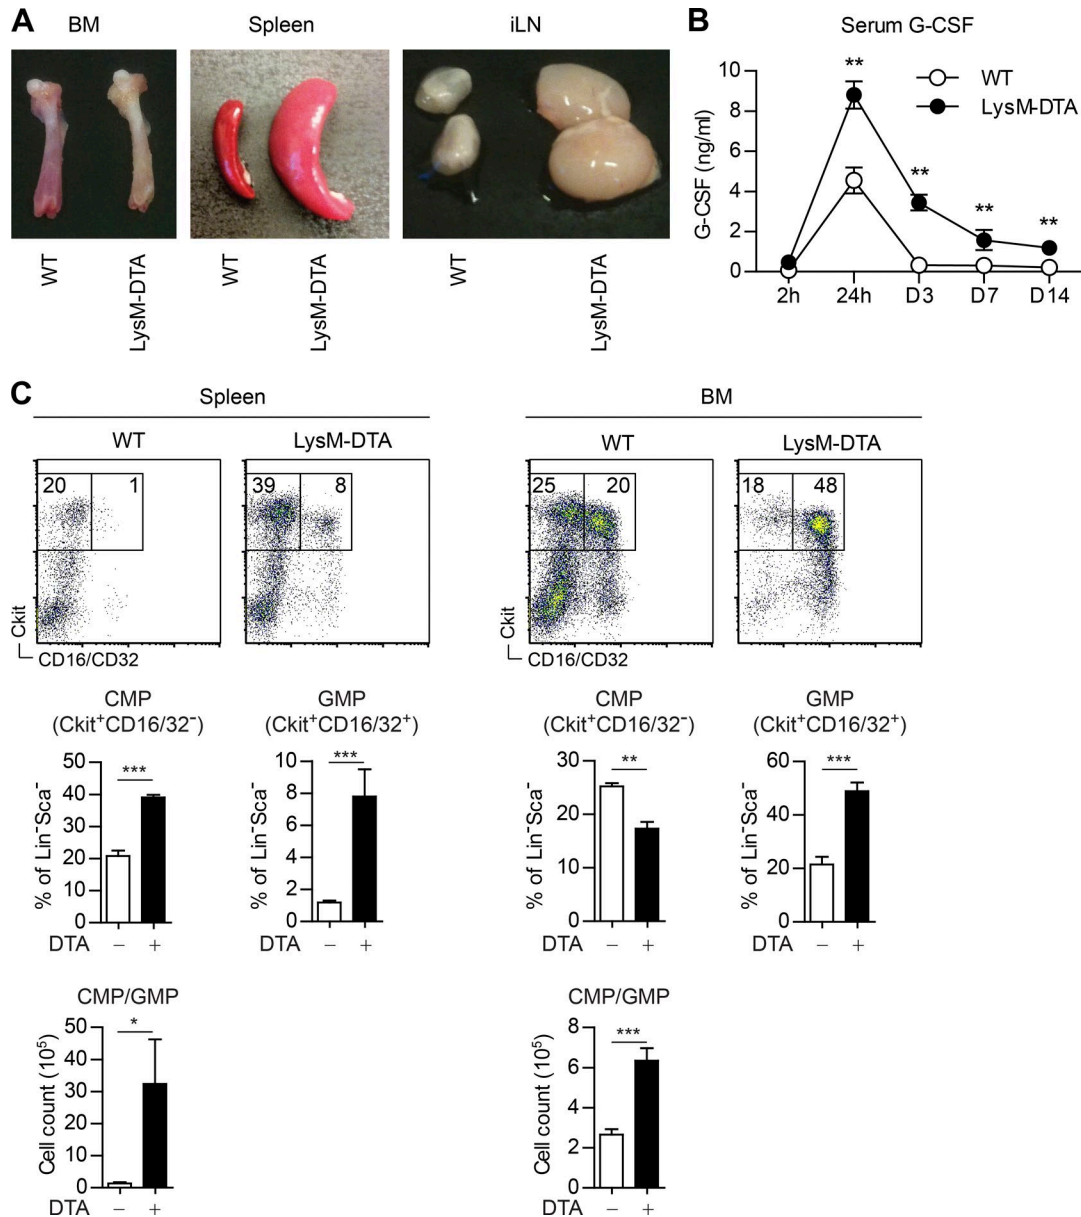 A
BM
Spleen
iLN
WT
LysM-DTA
WT
LysM-DTA
WT
LysM-DTA
B
Serum G-CSF
G-CSF (ng/ml)
10
8
6
4
2
0
**
**
**
**
WT
LysM-DTA
2h 24h D3 D7 D14
C
Spleen
WT
LysM-DTA
20 1
39 8
Ckit
CD16/CD32
BM
WT
LysM-DTA
25 20
18 48
Ckit
CD16/CD32
CMP
(Ckit⁺CD16/32⁻)
% of Lin⁻Sca⁻
50
40
30
20
10
0
***
DTA − +
GMP
(Ckit⁺CD16/32⁺)
% of Lin⁻Sca⁻
10
8
6
4
2
0
***
DTA − +
CMP
(Ckit⁺CD16/32⁻)
% of Lin⁻Sca⁻
30
20
10
0
**
DTA − +
GMP
(Ckit⁺CD16/32⁺)
% of Lin⁻Sca⁻
60
40
20
0
***
DTA − +
CMP/GMP
Cell count (10⁵)
50
40
30
20
10
0
*
DTA − +
CMP/GMP
Cell count (10⁵)
8
6
4
2
0
***
DTA − +